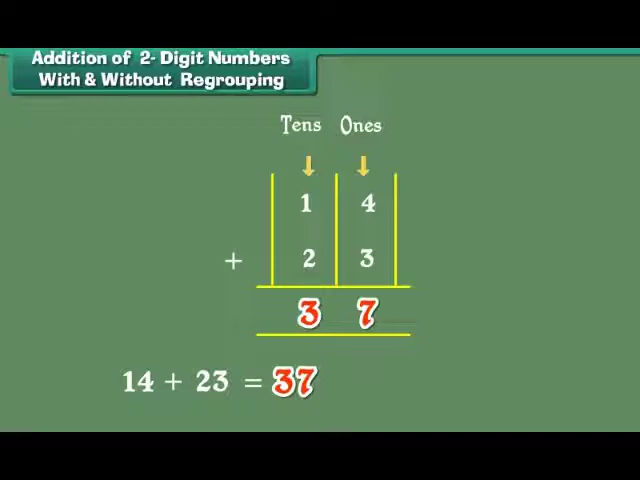 Addition of 2- Digit Numbers
With & Without Regrouping
Tens Ones
1 4
+ 2 3
3 7
14 + 23 = 37